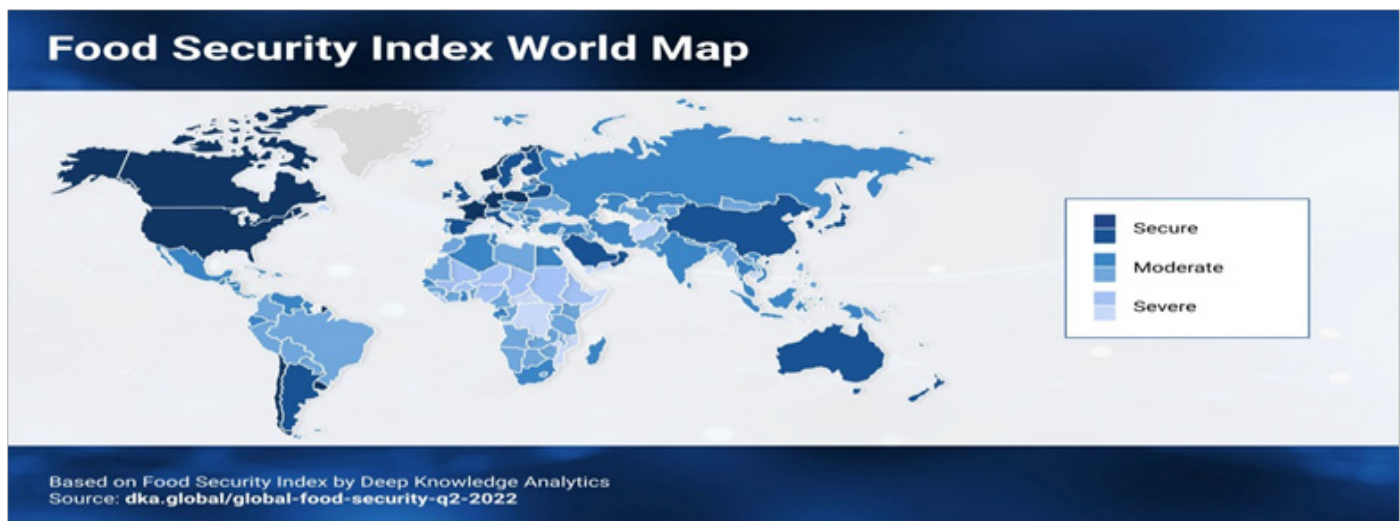 Food Security Index World Map
Secure
Moderate
Severe
Based on Food Security Index by Deep Knowledge Analytics
Source: dka.global/global-food-security-q2-2022